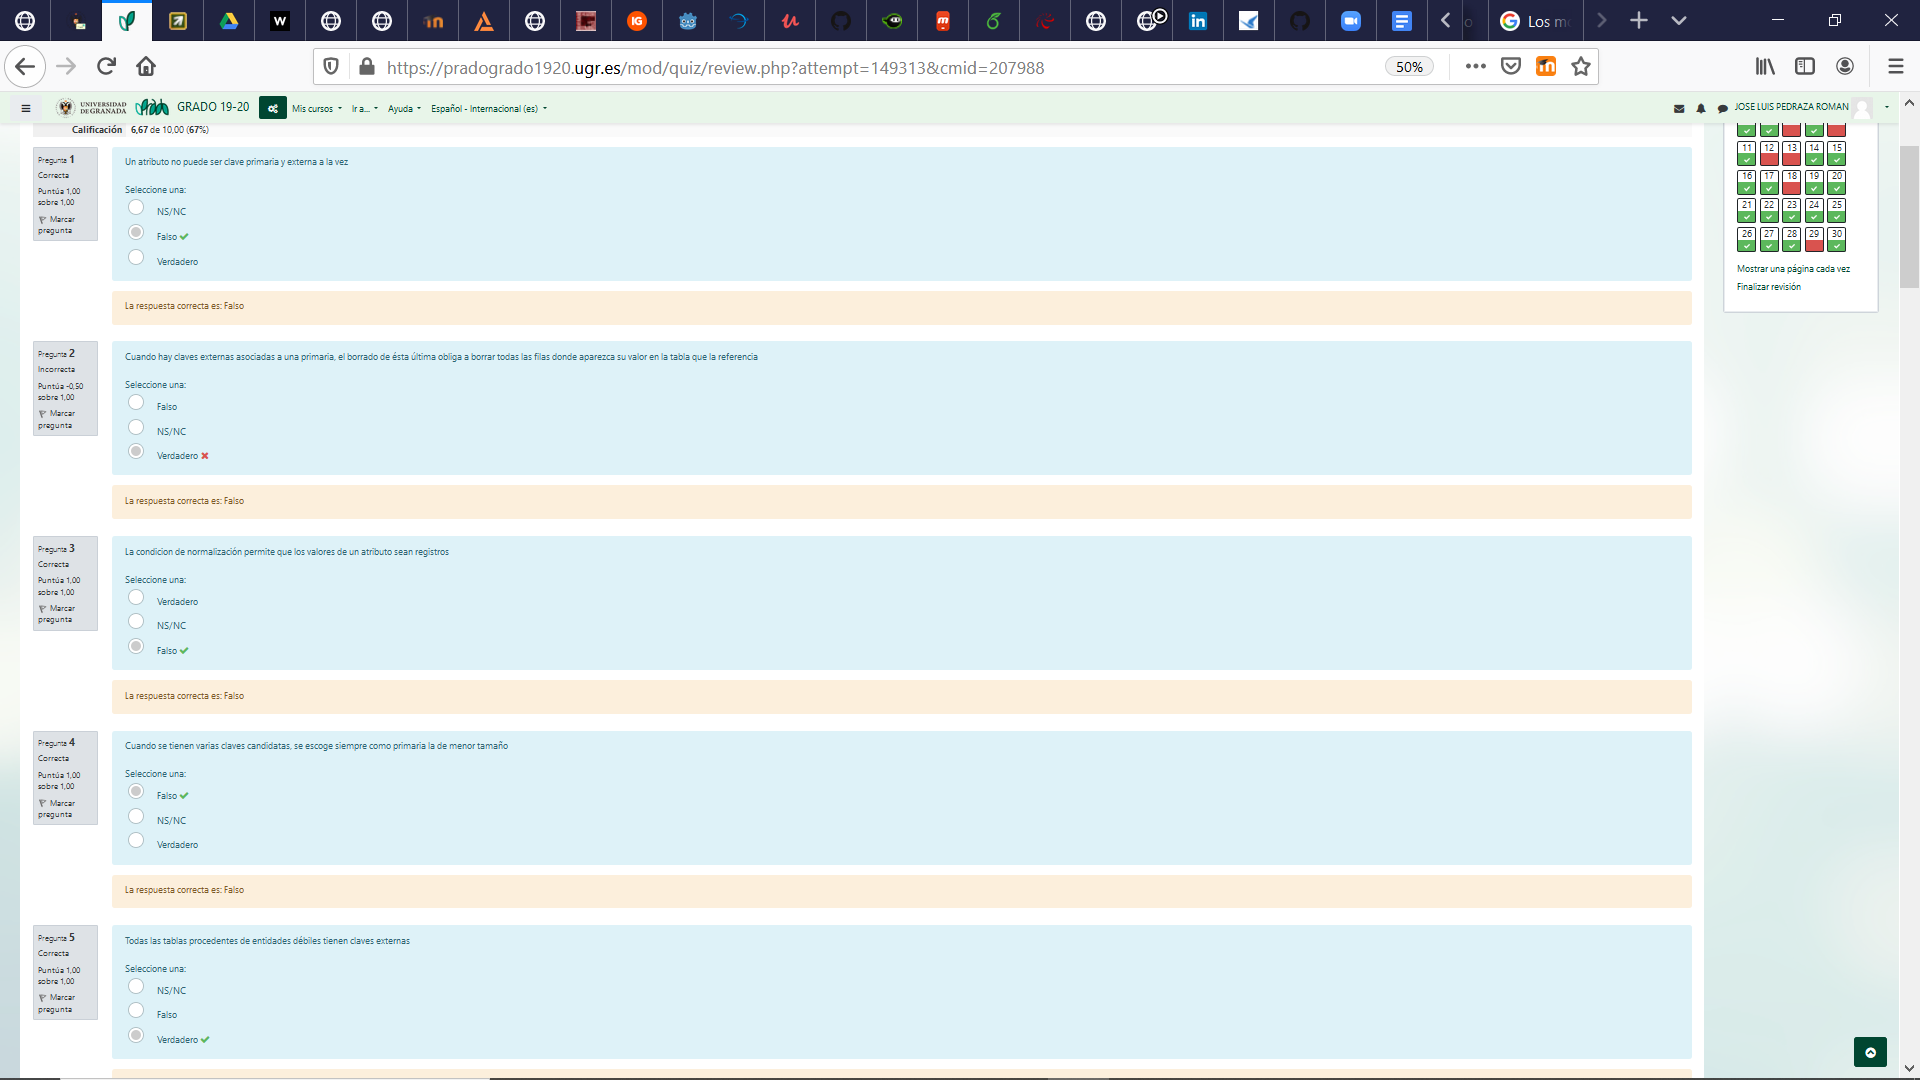 Los m
https://pradogrado1920.ugr.es/mod/quiz/review.php?attempt=149313&cmid=207988
50%
UNIVERSIDAD DE GRANADA
GRADO 19-20
Mis cursos
Ir a...
Ayuda
Español - Internacional (es)
JOSE LUIS PEDRAZA ROMAN
Calificación 6,67 de 10,00 (67%)
Pregunta 1
Correcta
Puntúa 1,00
sobre 1,00
Marcar
pregunta
Un atributo no puede ser clave primaria y externa a la vez
Seleccione una:
NS/NC
Falso
Verdadero
La respuesta correcta es: Falso
Pregunta 2
Incorrecta
Puntúa -0,50
sobre 1,00
Marcar
pregunta
Cuando hay claves externas asociadas a una primaria, el borrado de ésta última obliga a borrar todas las filas donde aparezca su valor en la tabla que la referencia
Seleccione una:
Falso
NS/NC
Verdadero
La respuesta correcta es: Falso
Pregunta 3
Correcta
Puntúa 1,00
sobre 1,00
Marcar
pregunta
La condicion de normalización permite que los valores de un atributo sean registros
Seleccione una:
Verdadero
NS/NC
Falso
La respuesta correcta es: Falso
Pregunta 4
Correcta
Puntúa 1,00
sobre 1,00
Marcar
pregunta
Cuando se tienen varias claves candidatas, se escoge siempre como primaria la de menor tamaño
Seleccione una:
Falso
NS/NC
Verdadero
La respuesta correcta es: Falso
Pregunta 5
Correcta
Puntúa 1,00
sobre 1,00
Marcar
pregunta
Todas las tablas procedentes de entidades débiles tienen claves externas
Seleccione una:
NS/NC
Falso
Verdadero
11 12 13 14 15
16 17 18 19 20
21 22 23 24 25
26 27 28 29 30
Mostrar una página cada vez
Finalizar revisión